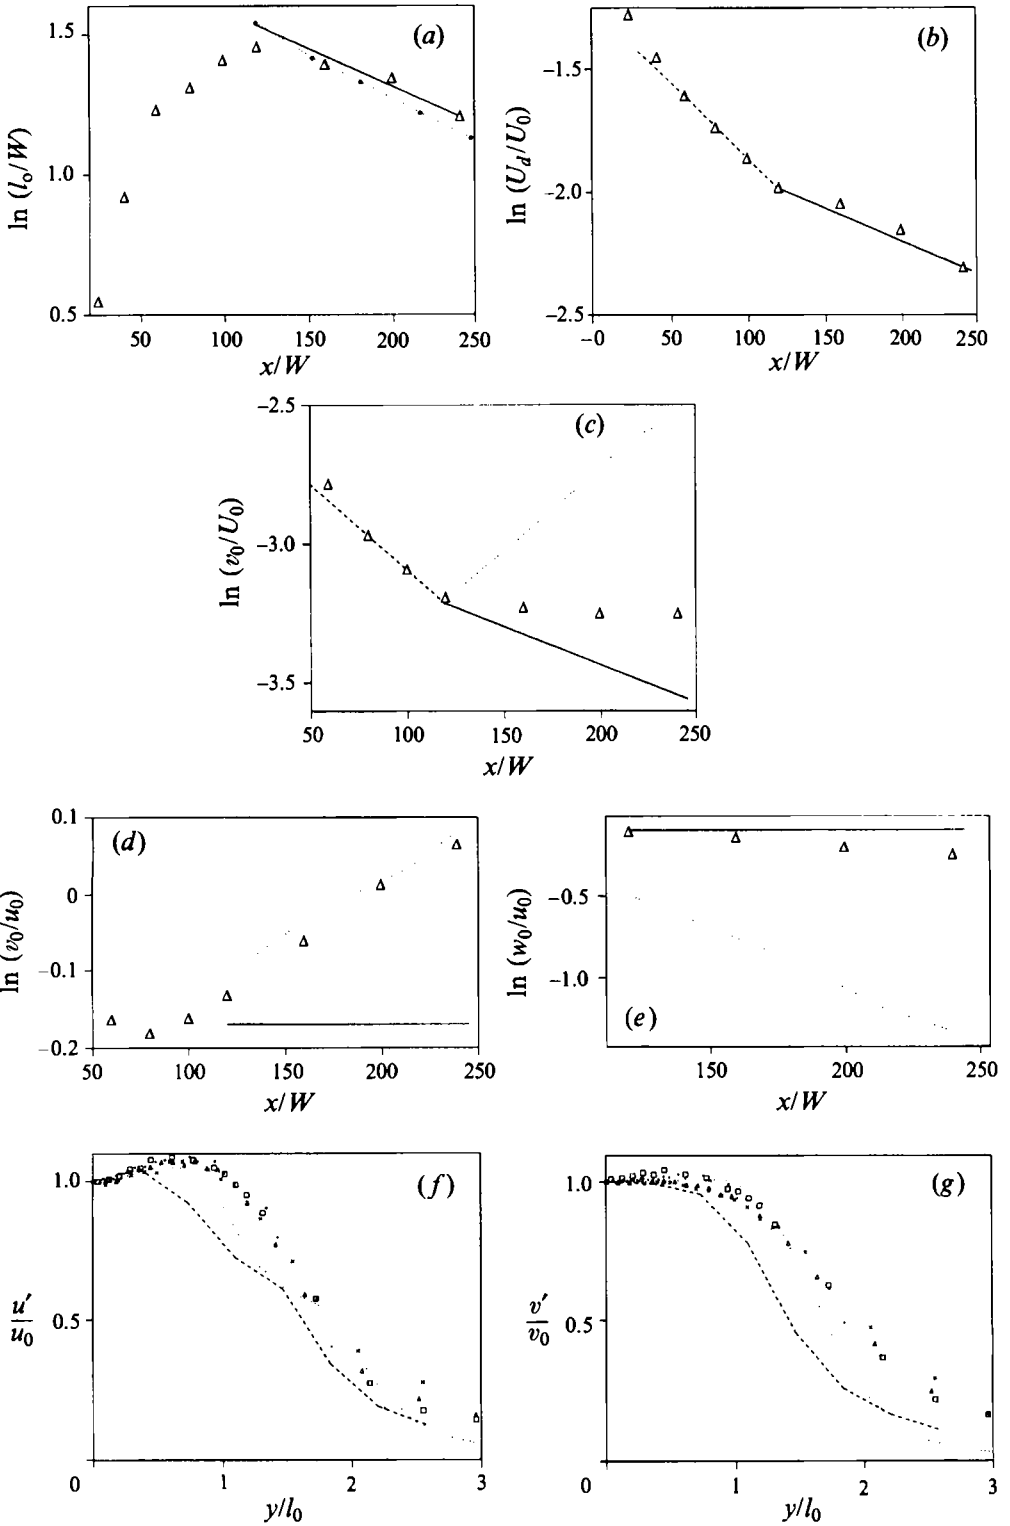 1.5
1.0
0.5
ln (l₀/W)
(a)
50 100 150 200 250
x/W
−1.5
−2.0
−2.5
ln (U_d/U₀)
(b)
−0 50 100 150 200 250
x/W
−2.5
−3.0
−3.5
ln (v₀/U₀)
(c)
50 100 150 200 250
x/W
0.1
0
−0.1
−0.2
ln (v₀/u₀)
(d)
50 100 150 200 250
x/W
−0.5
−1.0
ln (w₀/u₀)
(e)
150 200 250
x/W
1.0
0.5
u′/u₀
(f)
0 1 2 3
y/l₀
1.0
0.5
v′/v₀
(g)
0 1 2 3
y/l₀